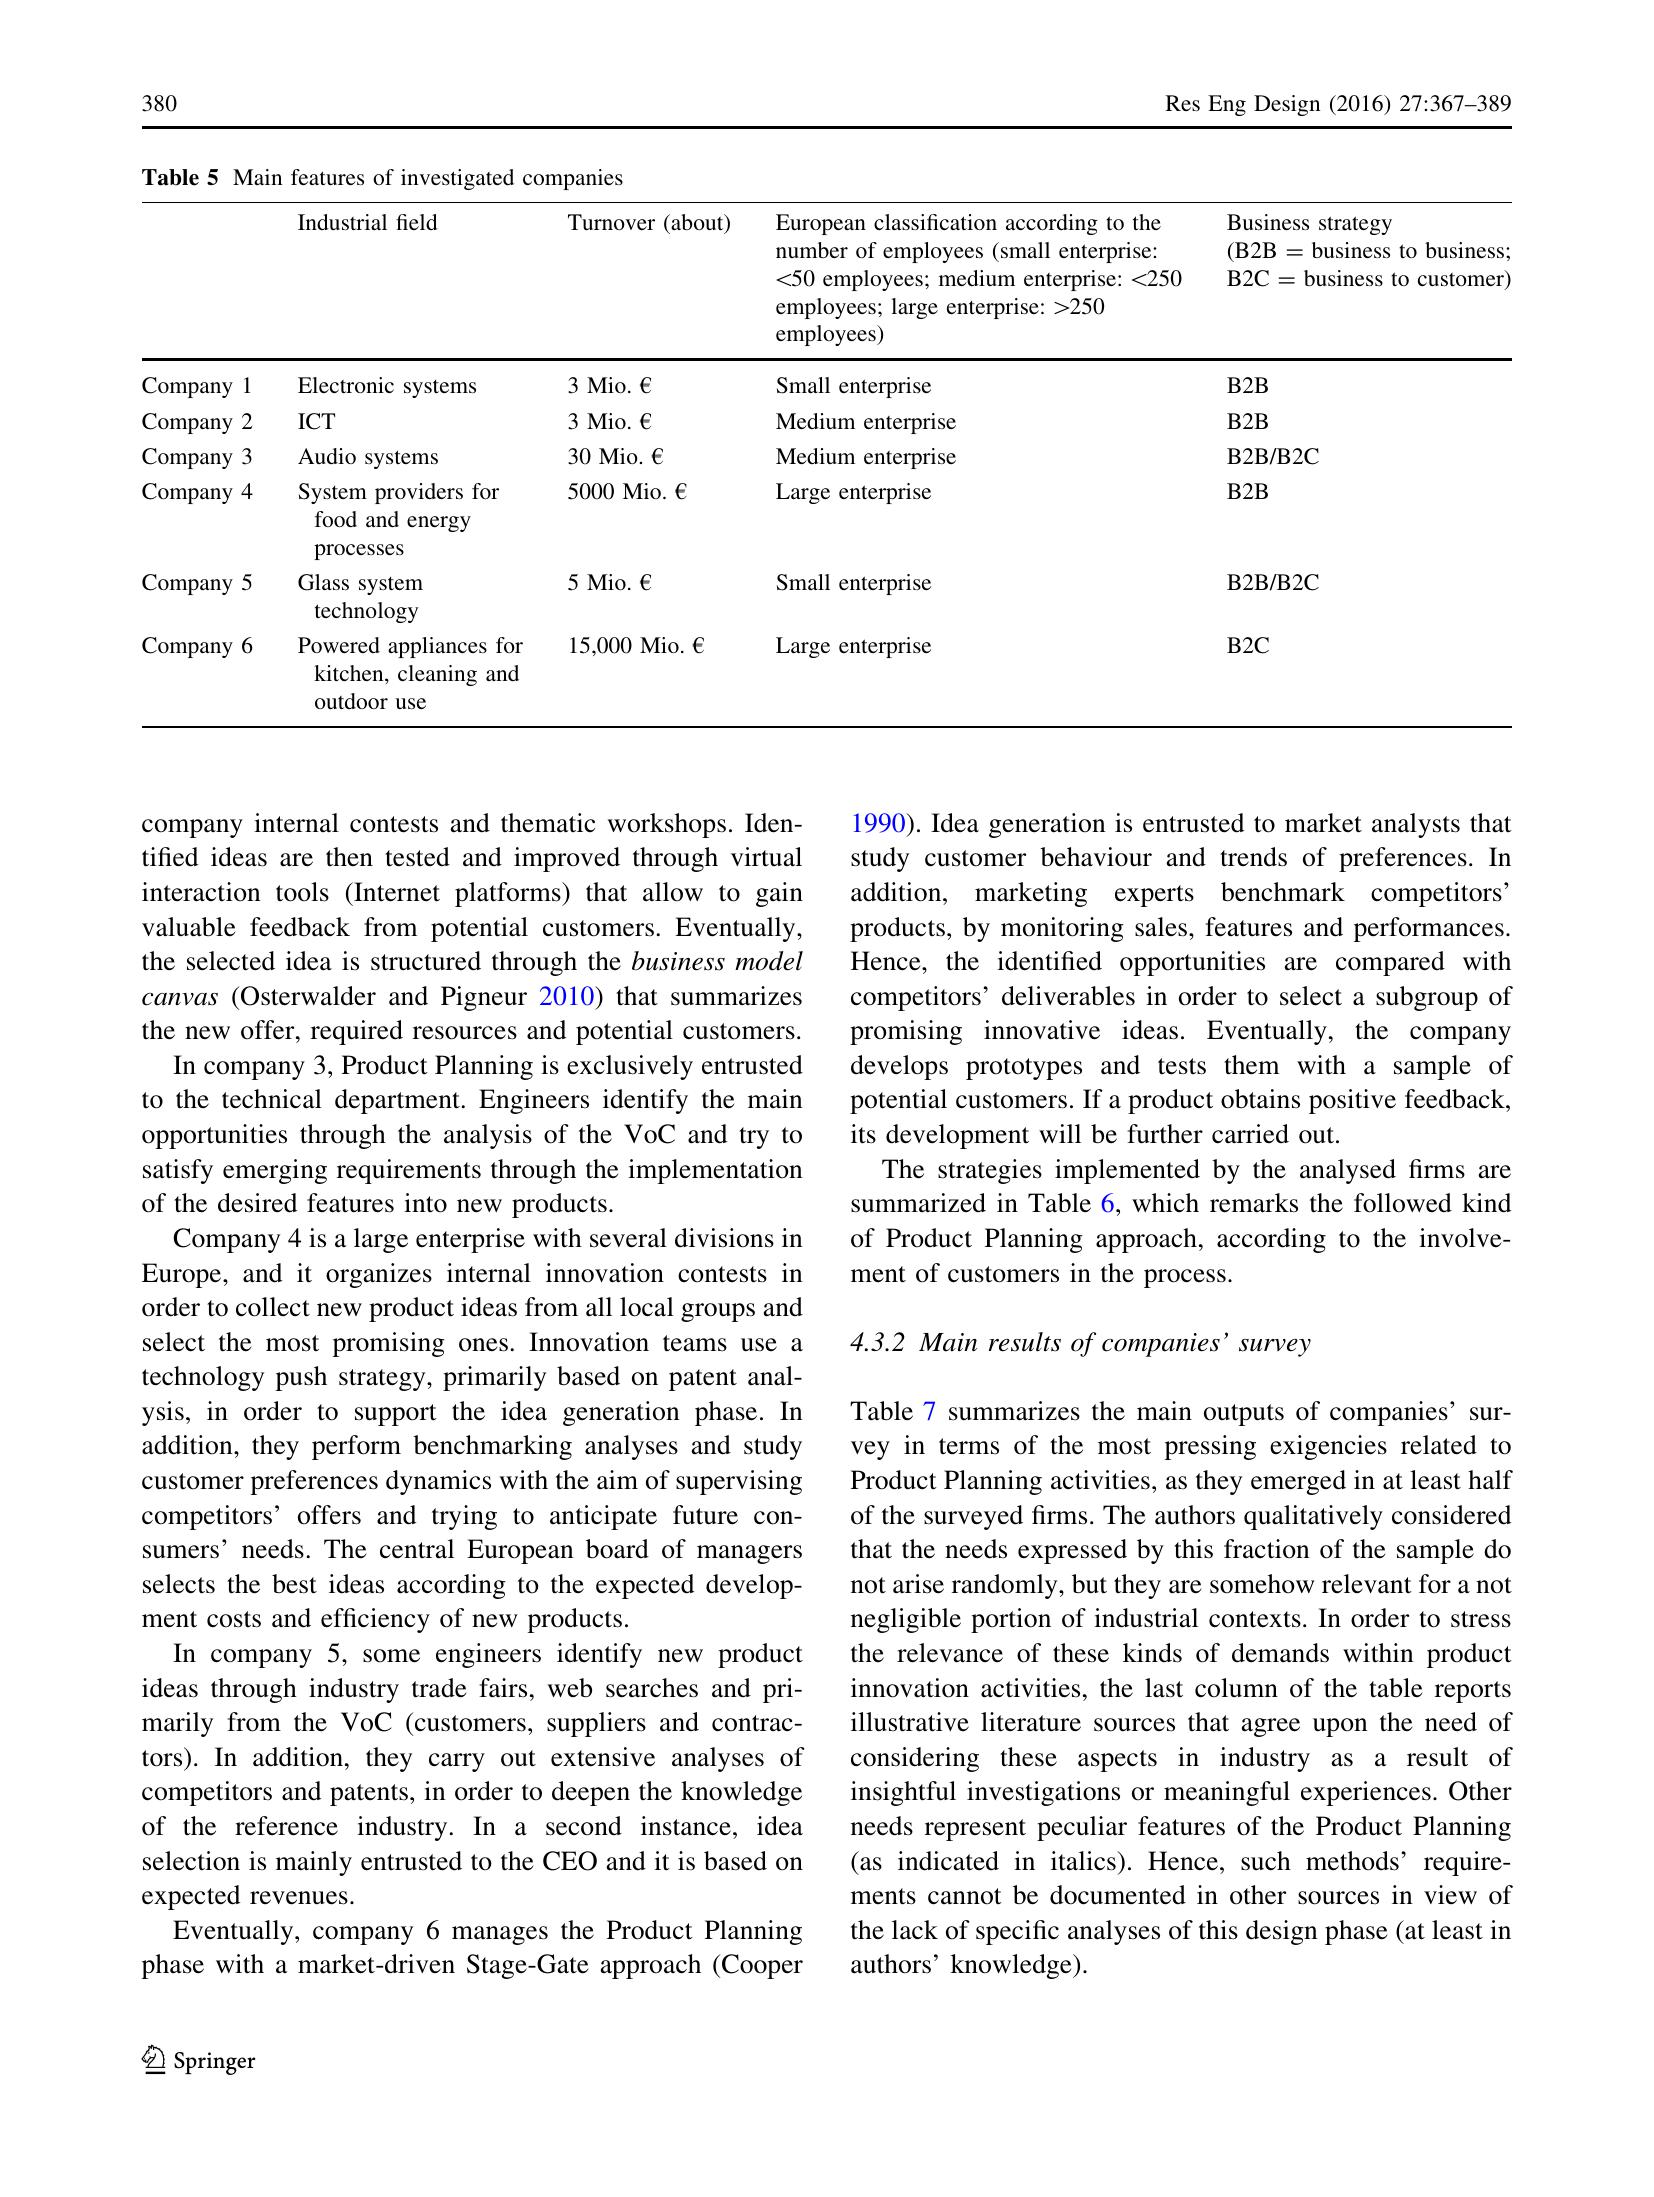 380
Res Eng Design (2016) 27:367–389
Table 5 Main features of investigated companies
Industrial field
Turnover (about)
European classification according to the
number of employees (small enterprise:
<50 employees; medium enterprise: <250
employees; large enterprise: >250
employees)
Business strategy
(B2B = business to business;
B2C = business to customer)
Company 1 Electronic systems 3 Mio. € Small enterprise B2B
Company 2 ICT 3 Mio. € Medium enterprise B2B
Company 3 Audio systems 30 Mio. € Medium enterprise B2B/B2C
Company 4 System providers for 5000 Mio. € Large enterprise B2B
food and energy
processes
Company 5 Glass system 5 Mio. € Small enterprise B2B/B2C
technology
Company 6 Powered appliances for 15,000 Mio. € Large enterprise B2C
kitchen, cleaning and
outdoor use
company internal contests and thematic workshops. Iden-
tified ideas are then tested and improved through virtual
interaction tools (Internet platforms) that allow to gain
valuable feedback from potential customers. Eventually,
the selected idea is structured through the business model
canvas (Osterwalder and Pigneur 2010) that summarizes
the new offer, required resources and potential customers.
In company 3, Product Planning is exclusively entrusted
to the technical department. Engineers identify the main
opportunities through the analysis of the VoC and try to
satisfy emerging requirements through the implementation
of the desired features into new products.
Company 4 is a large enterprise with several divisions in
Europe, and it organizes internal innovation contests in
order to collect new product ideas from all local groups and
select the most promising ones. Innovation teams use a
technology push strategy, primarily based on patent anal-
ysis, in order to support the idea generation phase. In
addition, they perform benchmarking analyses and study
customer preferences dynamics with the aim of supervising
competitors' offers and trying to anticipate future con-
sumers' needs. The central European board of managers
selects the best ideas according to the expected develop-
ment costs and efficiency of new products.
In company 5, some engineers identify new product
ideas through industry trade fairs, web searches and pri-
marily from the VoC (customers, suppliers and contrac-
tors). In addition, they carry out extensive analyses of
competitors and patents, in order to deepen the knowledge
of the reference industry. In a second instance, idea
selection is mainly entrusted to the CEO and it is based on
expected revenues.
Eventually, company 6 manages the Product Planning
phase with a market-driven Stage-Gate approach (Cooper
1990). Idea generation is entrusted to market analysts that
study customer behaviour and trends of preferences. In
addition, marketing experts benchmark competitors'
products, by monitoring sales, features and performances.
Hence, the identified opportunities are compared with
competitors' deliverables in order to select a subgroup of
promising innovative ideas. Eventually, the company
develops prototypes and tests them with a sample of
potential customers. If a product obtains positive feedback,
its development will be further carried out.
The strategies implemented by the analysed firms are
summarized in Table 6, which remarks the followed kind
of Product Planning approach, according to the involve-
ment of customers in the process.
4.3.2 Main results of companies' survey
Table 7 summarizes the main outputs of companies' sur-
vey in terms of the most pressing exigencies related to
Product Planning activities, as they emerged in at least half
of the surveyed firms. The authors qualitatively considered
that the needs expressed by this fraction of the sample do
not arise randomly, but they are somehow relevant for a not
negligible portion of industrial contexts. In order to stress
the relevance of these kinds of demands within product
innovation activities, the last column of the table reports
illustrative literature sources that agree upon the need of
considering these aspects in industry as a result of
insightful investigations or meaningful experiences. Other
needs represent peculiar features of the Product Planning
(as indicated in italics). Hence, such methods' require-
ments cannot be documented in other sources in view of
the lack of specific analyses of this design phase (at least in
authors' knowledge).
Springer